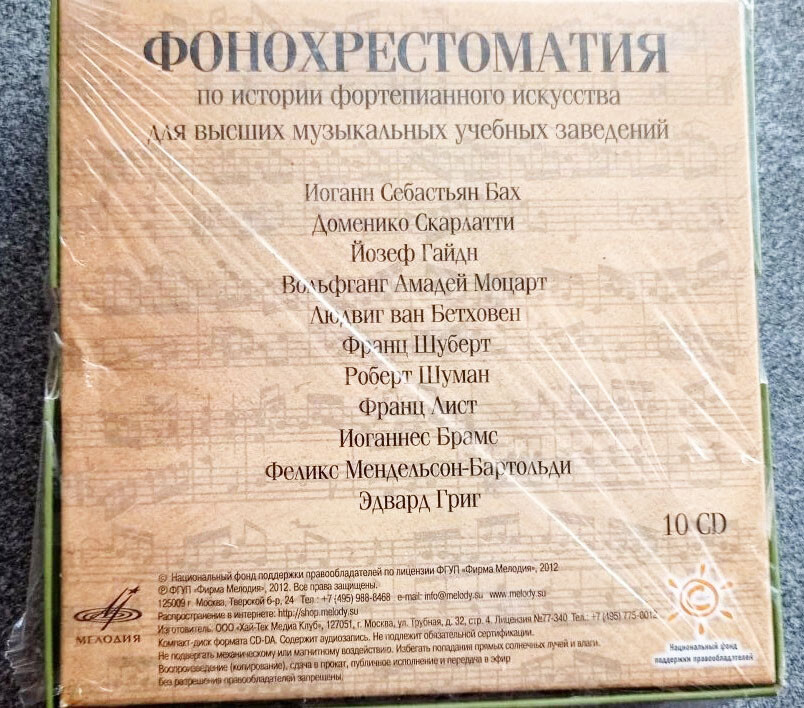 ФОНОХРЕСТОМАТИЯ
по истории фортепианного искусства
для высших музыкальных учебных заведений
Иоганн Себастьян Бах
Доменико Скарлатти
Йозеф Гайдн
Вольфганг Амадей Моцарт
Людвиг ван Бетховен
Франц Шуберт
Роберт Шуман
Франц Лист
Иоганнес Брамс
Феликс Мендельсон-Бартольди
Эдвард Григ
10 CD
© Национальный фонд поддержки правообладателей по лицензии ФГУП «Фирма Мелодия», 2012
℗ ФГУП «Фирма Мелодия», 2012. Все права защищены.
125009 г. Москва, Тверской б-р, 24 Тел.: +7 (495) 988-8468 e-mail: info@melody.su www.melody.su
Распространение в интернете: http://shop.melody.su
Изготовитель: ООО «Хай-Тек Медиа Клуб», 127051, г. Москва, ул. Трубная, д. 32, стр. 4. Лицензия №77-340 Тел.: +7 (495) 775-0012
Компакт-диск формата CD-DA. Содержит аудиозапись. Не подлежит обязательной сертификации.
Не подвергать механическому или магнитному воздействию. Избегать попадания прямых солнечных лучей и влаги.
Воспроизведение (копирование), сдача в прокат, публичное исполнение и передача в эфир
без разрешения правообладателей запрещены
МЕЛОДИЯ
Национальный фонд
поддержки правообладателей